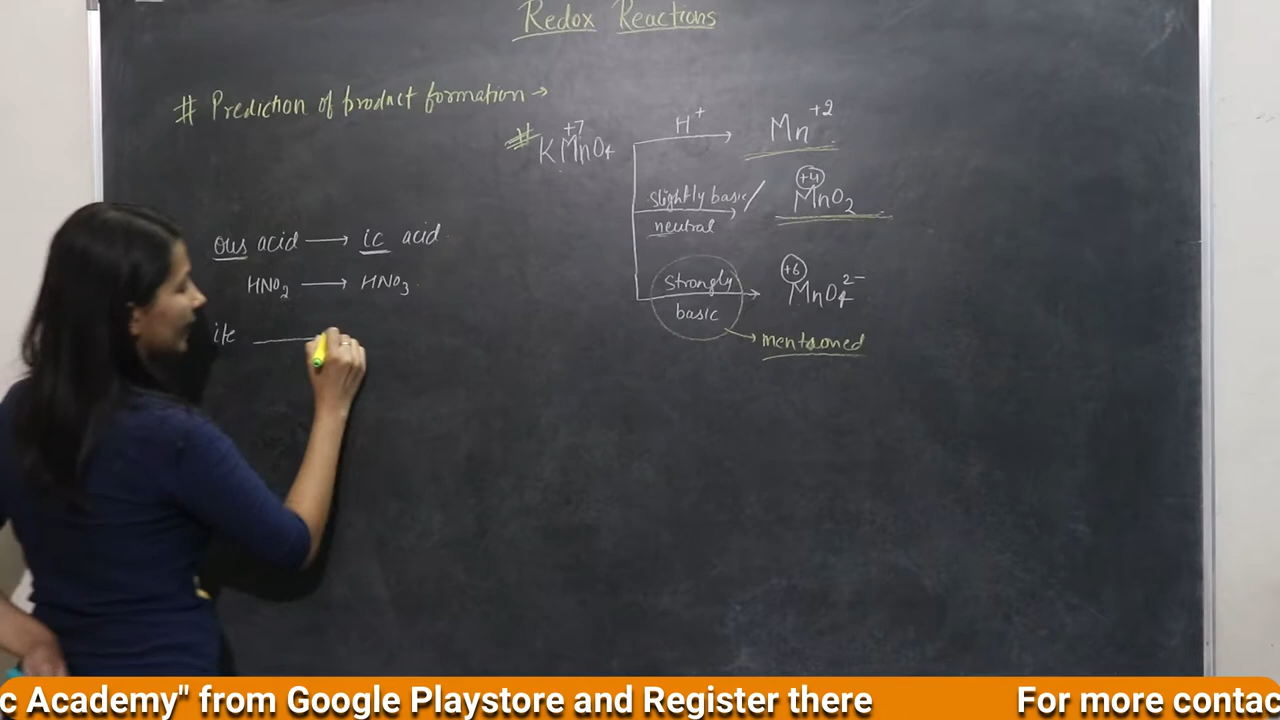 Redox Reactions
# Prediction of product formation →
# KMnO4 +7
H+
Mn+2
slightly basic/
neutral
+4
MnO2
ous acid → ic acid
HNO2 → HNO3
strongly
basic
+6
MnO4 2-
ite
→ mentioned
c Academy" from Google Playstore and Register there For more contac